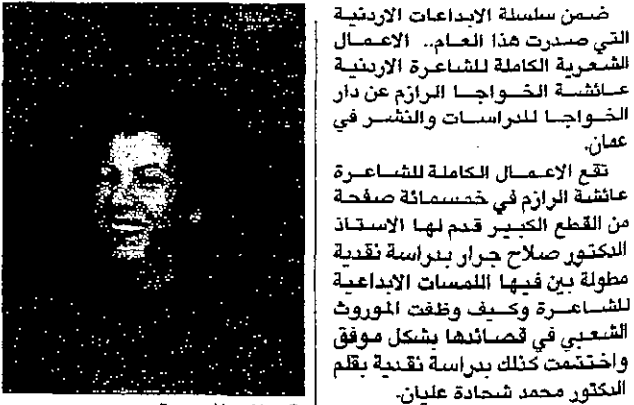 ضمن سلسلة الابداعات الاردنية
التي صدرت هذا العام.. الاعمال
الشعرية الكاملة للشاعرة الاردنية
عائشة الخواجا الرازم عن دار
الخواجا للدراسات والنشر في
عمان.
تقع الاعمال الكاملة للشاعرة
عائشة الرازم في خمسمائة صفحة
من القطع الكبير قدم لها الاستاذ
الدكتور صلاح جرار بدراسة نقدية
مطولة بين فيها اللمسات الابداعية
للشاعرة وكيف وظفت الموروث
الشعبي في قصائدها بشكل موفق
واختتمت كذلك بدراسة نقدية بقلم
الدكتور محمد شحادة عليان.